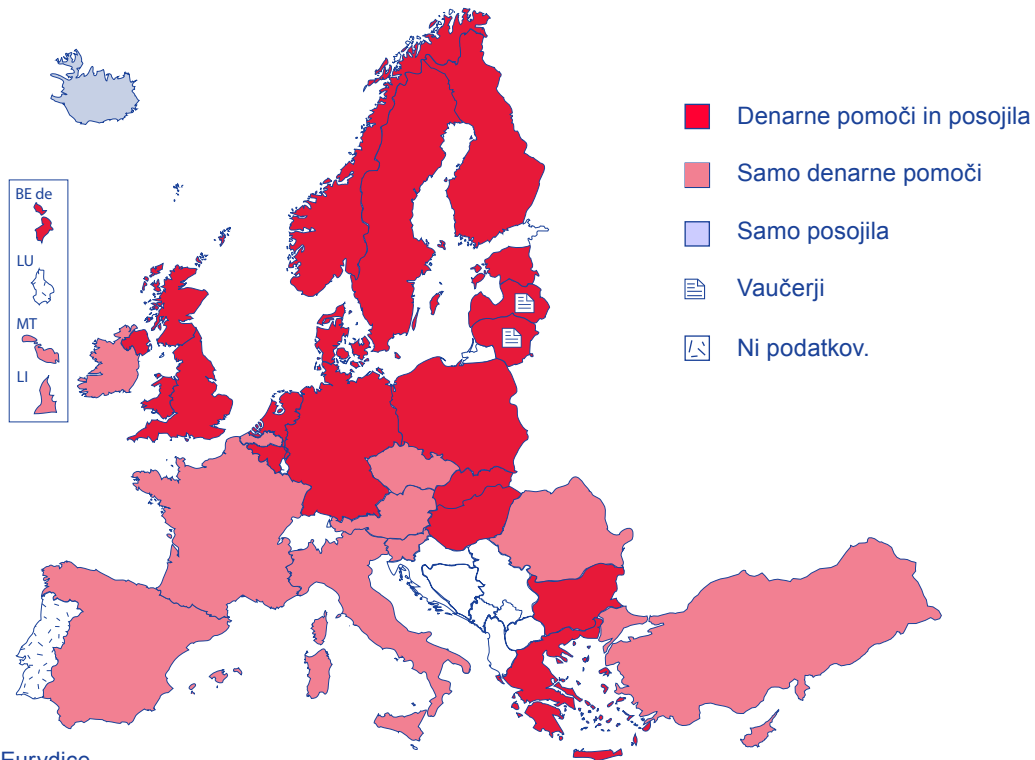 Denarne pomoči in posojila
Samo denarne pomoči
Samo posojila
Vaučerji
Ni podatkov.
BE de
LU
MT
LI
Eurydice